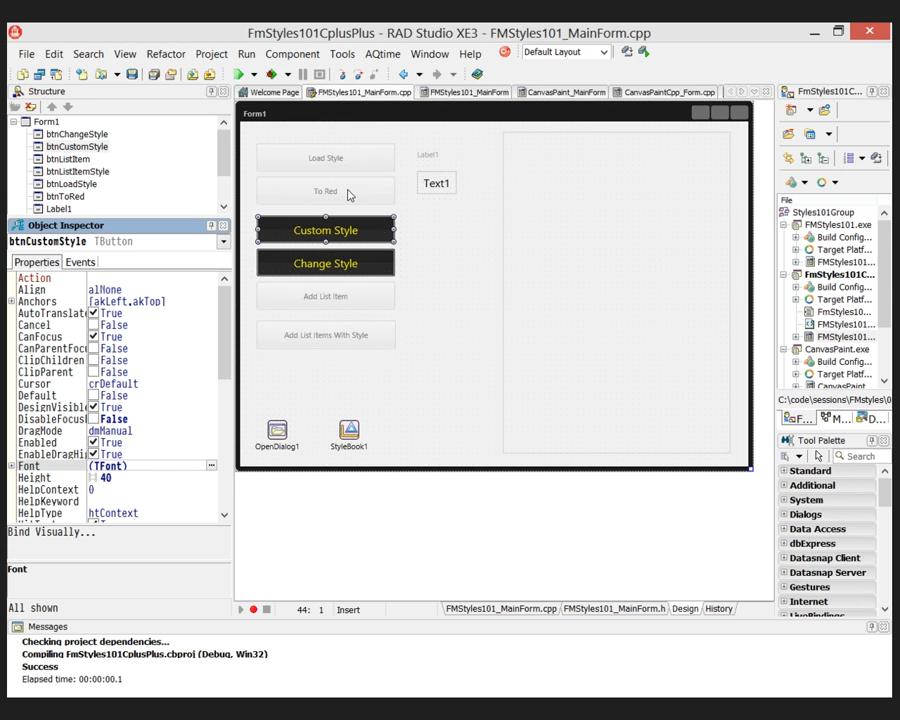 FmStyles101CplusPlus - RAD Studio XE3 - FMStyles101_MainForm.cpp
File Edit Search View Refactor Project Run Component Tools AQtime Window Help
Default Layout
Structure
Form1
btnChangeStyle
btnCustomStyle
btnListItem
btnListItemStyle
btnLoadStyle
btnToRed
Label1
Object Inspector
btnCustomStyle TButton
Properties Events
Action
Align alNone
Anchors [akLeft,akTop]
AutoTranslate True
Cancel False
CanFocus True
CanParentFoc False
ClipChildren False
ClipParent False
Cursor crDefault
Default False
DesignVisibl True
DisableFocus False
DragMode dmManual
Enabled True
EnableDragHi True
Font (TFont)
Height 40
HelpContext 0
HelpKeyword
HelpType htContext
Bind Visually...
Font
All shown
Welcome Page FMStyles101_MainForm.cpp FMStyles101_MainForm CanvasPaint_MainForm CanvasPaintCpp_Form.cpp
Form1
Load Style
To Red
Custom Style
Change Style
Add List Item
Add List Items With Style
Label1
Text1
OpenDialog1
StyleBook1
44: 1 Insert
FMStyles101_MainForm.cpp FMStyles101_MainForm.h Design History
FmStyles101C...
File
Styles101Group
FMStyles101.exe
Build Config...
Target Platf...
FMStyles101...
FmStyles101C...
Build Config...
Target Platf...
FmStyles10...
FMStyles101...
FMStyles101...
CanvasPaint.exe
Build Config...
Target Platf...
CanvasPaint
C:\code\sessions\FMstyles\0
F... M... D...
Tool Palette
Search
Standard
Additional
System
Dialogs
Data Access
dbExpress
Datasnap Client
Datasnap Server
Gestures
Internet
LiveBindings
Messages
Checking project dependencies...
Compiling FmStyles101CplusPlus.cbproj (Debug, Win32)
Success
Elapsed time: 00:00:00.1